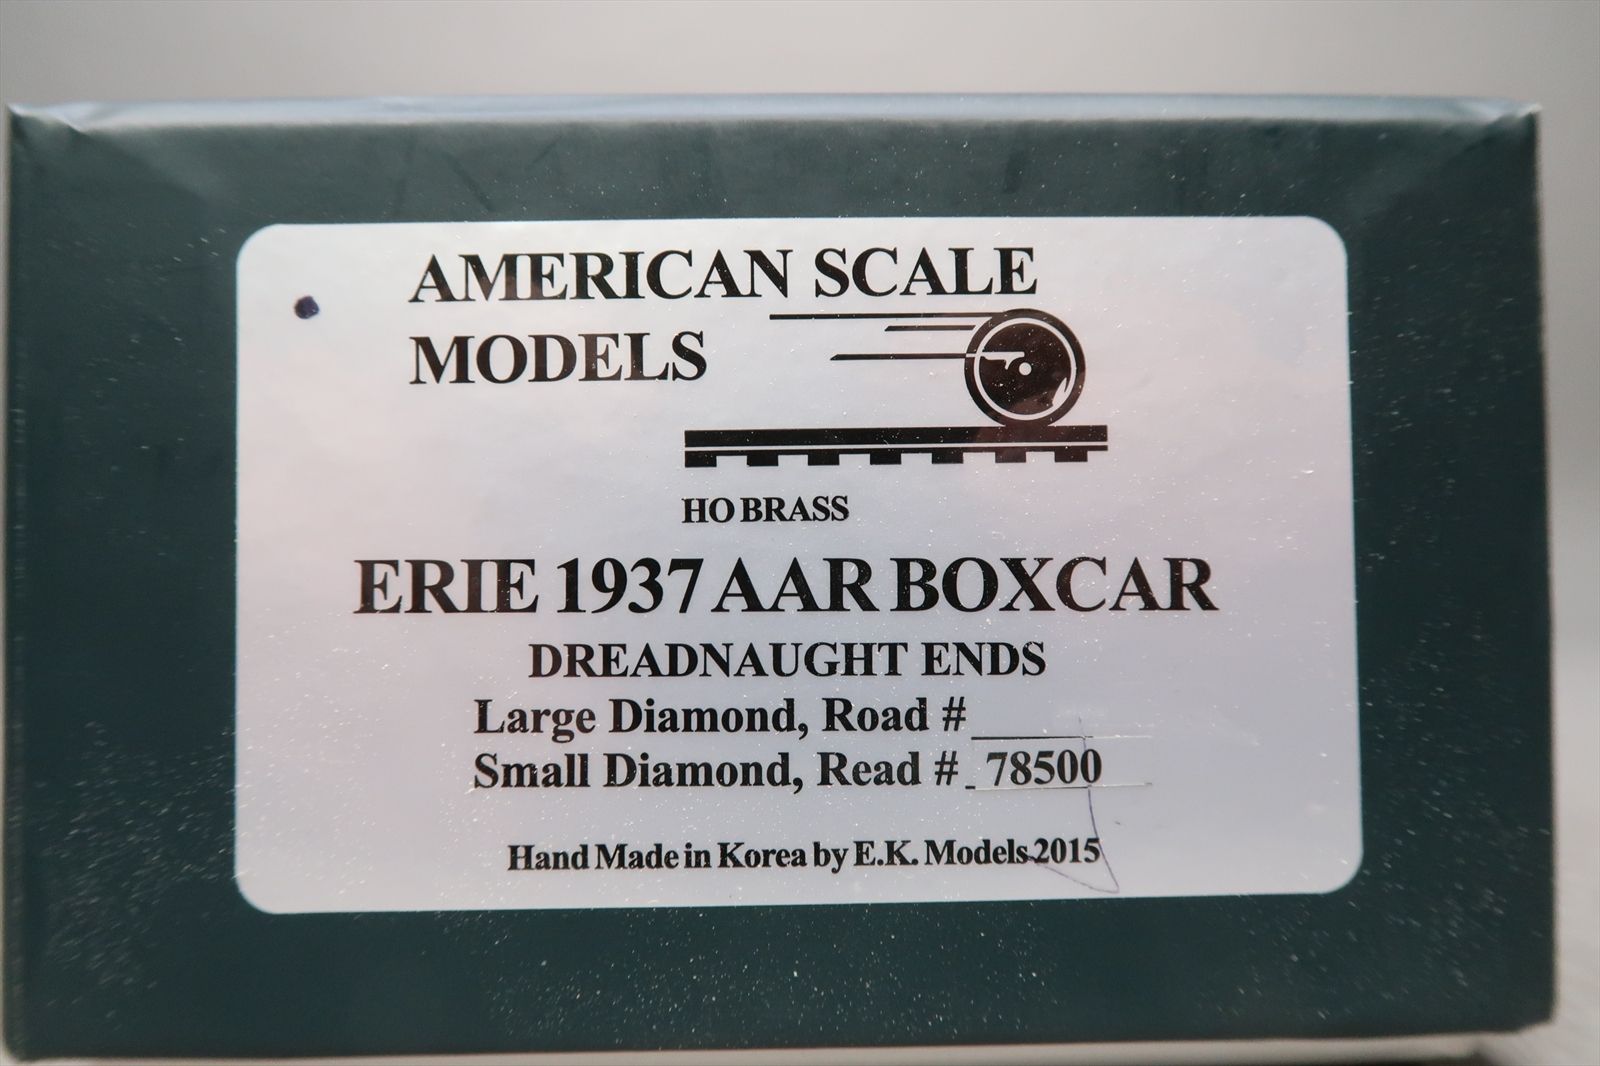 AMERICAN SCALE
MODELS
HO BRASS
ERIE 1937 AAR BOXCAR
DREADNAUGHT ENDS
Large Diamond, Road #
Small Diamond, Read # 78500
Hand Made in Korea by E.K. Models 2015